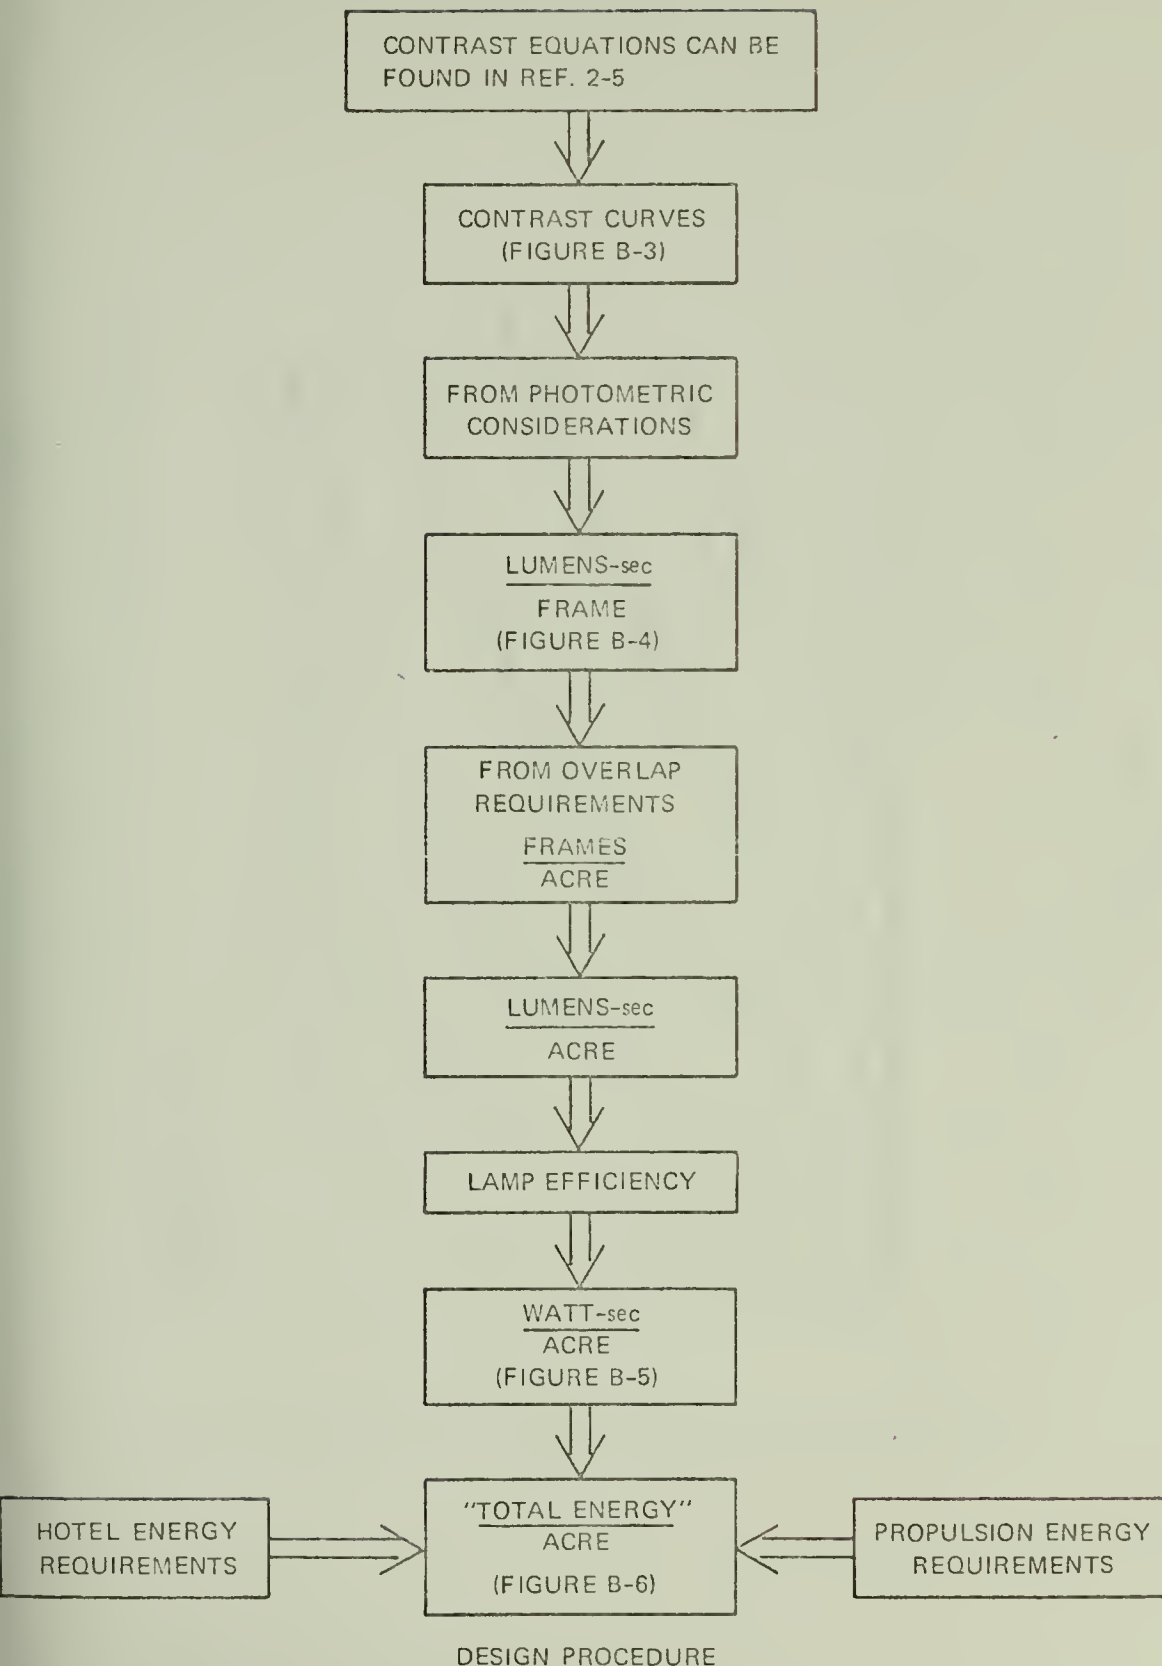 CONTRAST EQUATIONS CAN BE
FOUND IN REF. 2-5
CONTRAST CURVES
(FIGURE B-3)
FROM PHOTOMETRIC
CONSIDERATIONS
LUMENS-sec
FRAME
(FIGURE B-4)
FROM OVERLAP
REQUIREMENTS
FRAMES
ACRE
LUMENS-sec
ACRE
LAMP EFFICIENCY
WATT-sec
ACRE
(FIGURE B-5)
HOTEL ENERGY
REQUIREMENTS
"TOTAL ENERGY"
ACRE
(FIGURE B-6)
PROPULSION ENERGY
REQUIREMENTS
DESIGN PROCEDURE